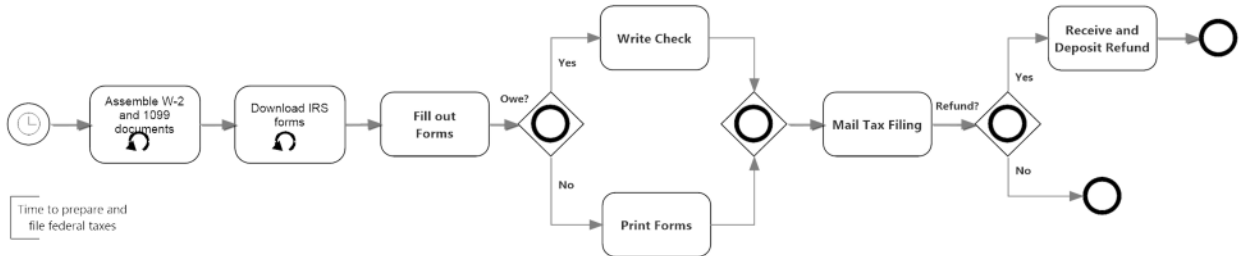 Assemble W-2
and 1099
documents
Download IRS
forms
Fill out
Forms
Owe?
Yes
No
Write Check
Print Forms
Mail Tax Filing
Refund?
Yes
No
Receive and
Deposit Refund
Time to prepare and
file federal taxes